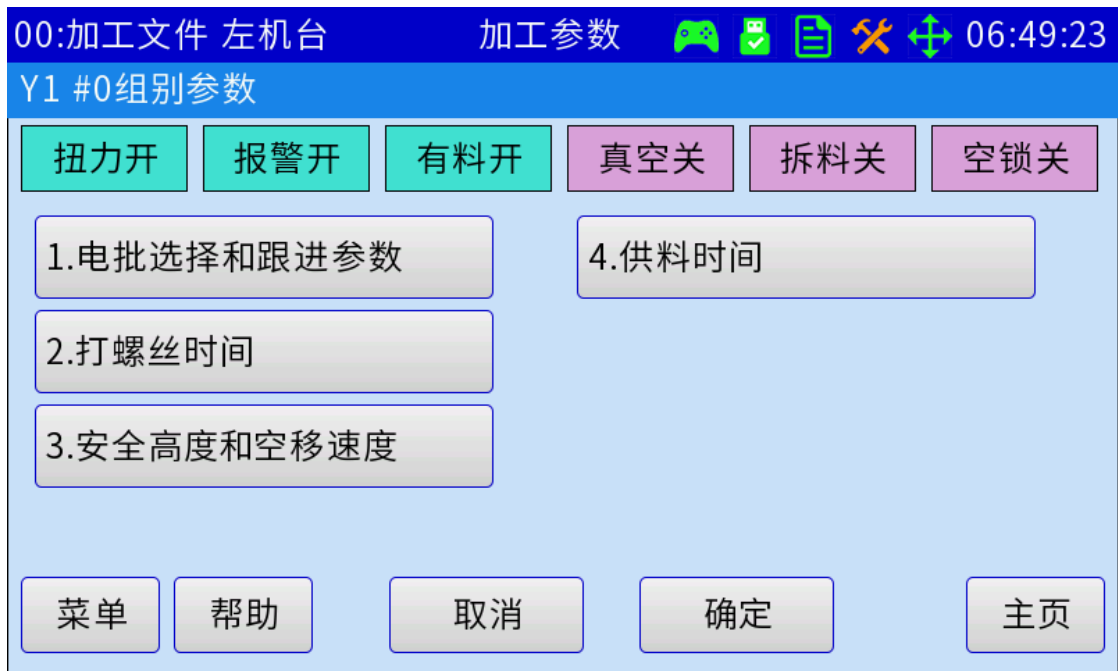 00:加工文件 左机台 加工参数 06:49:23
Y1 #0组别参数
扭力开 报警开 有料开 真空关 拆料关 空锁关
1.电批选择和跟进参数 4.供料时间
2.打螺丝时间
3.安全高度和空移速度
菜单 帮助 取消 确定 主页